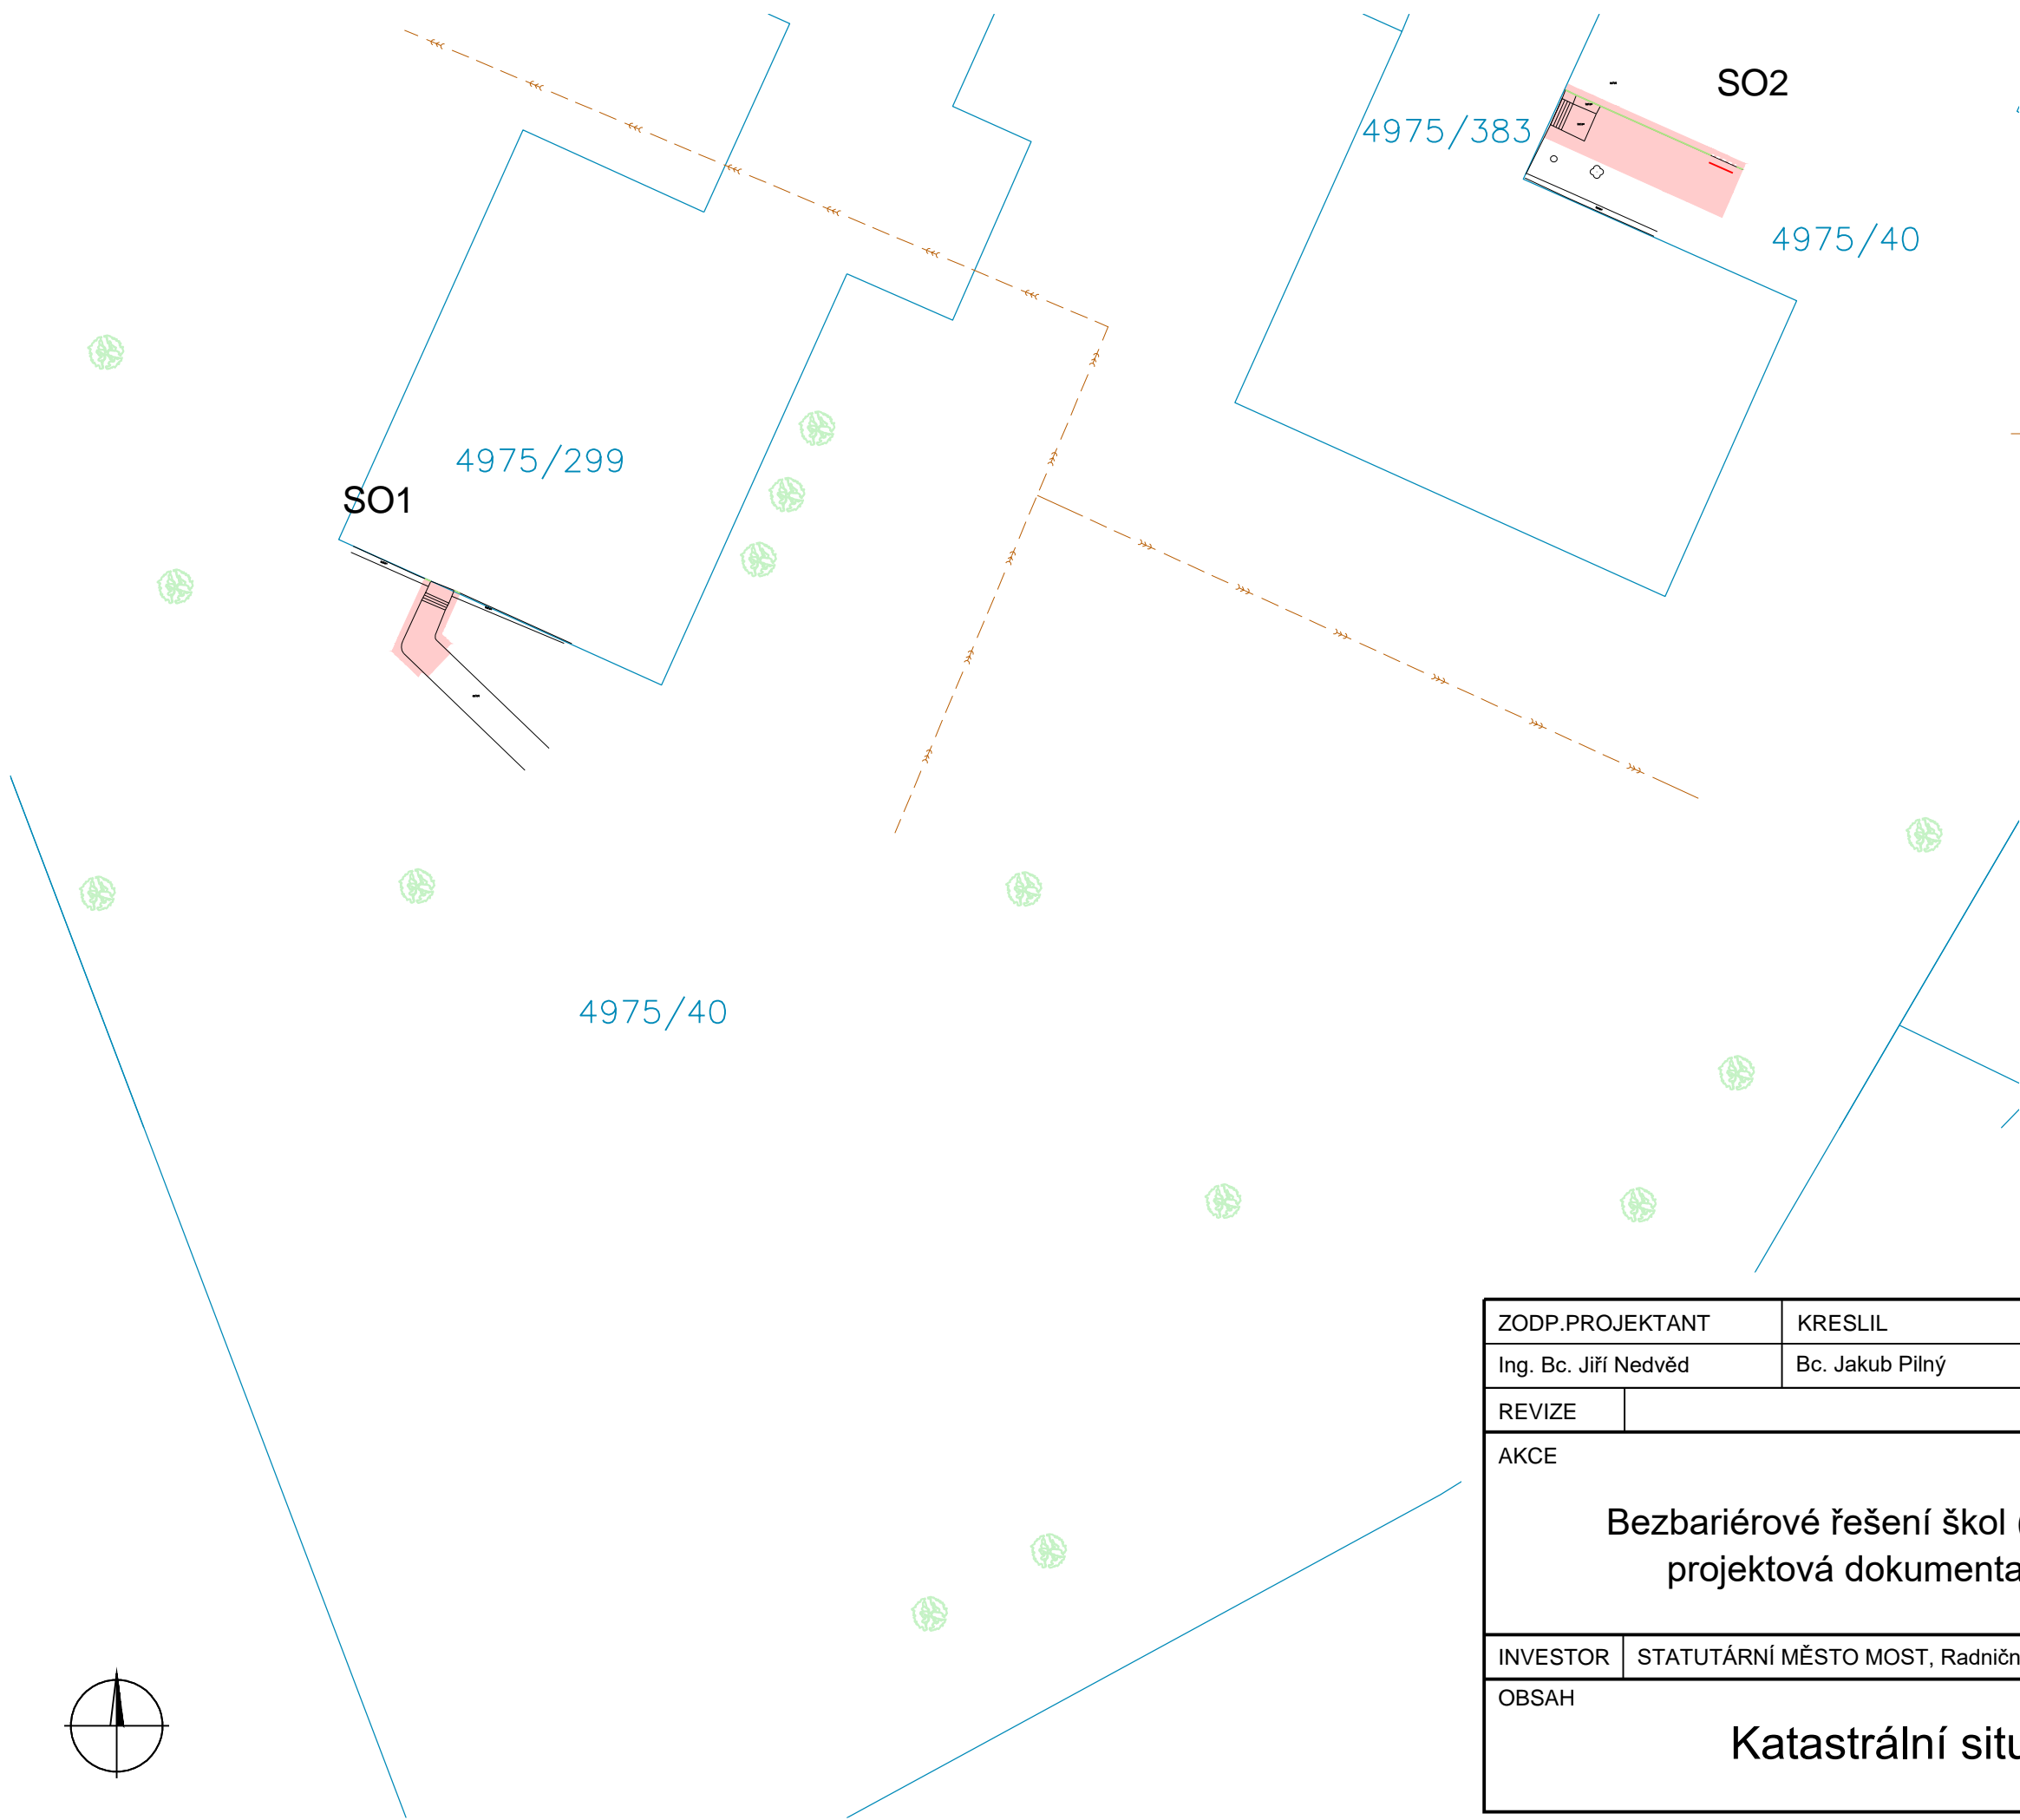 SO2
4975/383
4975/40
4975/299
SO1
4975/40
ZODP.PROJEKTANT KRESLIL
Ing. Bc. Jiří Nedvěd Bc. Jakub Pilný
REVIZE
AKCE
Bezbariérové řešení škol
projektová dokumenta
INVESTOR STATUTÁRNÍ MĚSTO MOST, Radničn
OBSAH
Katastrální situ